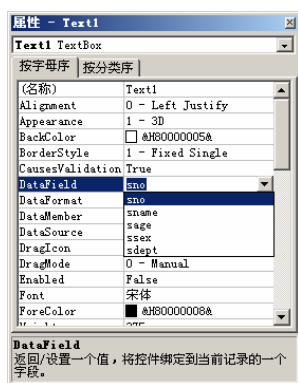 属性 - Text1
Text1 TextBox
按字母序 按分类序
(名称) Text1
Alignment 0 - Left Justify
Appearance 1 - 3D
BackColor &H80000005&
BorderStyle 1 - Fixed Single
CausesValidation True
DataField sno
DataFormat sno
DataMember sname
DataSource sage
ssex
DragIcon sdept
DragMode 0 - Manual
Enabled False
Font 宋体
ForeColor &H80000008&
DataField
返回/设置一个值，将控件绑定到当前记录的一个
字段。